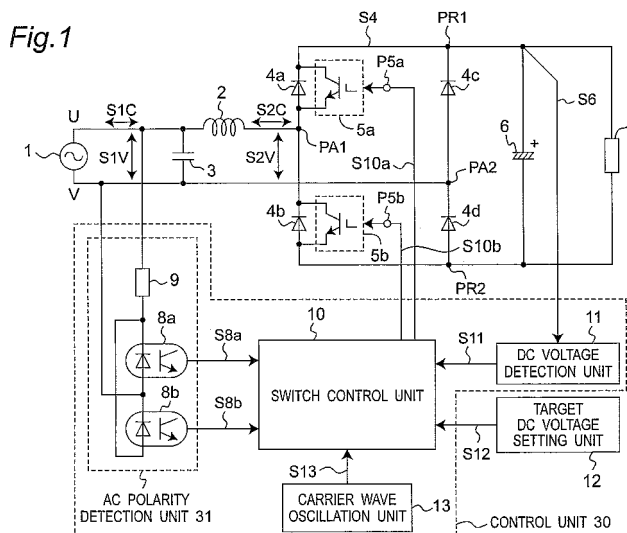 Fig.1
S4
PR1
4a
P5a
4c
S6
2
S1C
S2C
U
5a
6
+
1
S1V
S2V
PA1
S10a
PA2
3
V
4b
P5b
4d
5b
S10b
PR2
9
10
11
8a
S8a
S11
DC VOLTAGE
DETECTION UNIT
SWITCH CONTROL
UNIT
8b
S8b
TARGET
DC VOLTAGE
SETTING UNIT
S12
12
S13
AC POLARITY
DETECTION UNIT 31
CARRIER WAVE
OSCILLATION UNIT
13
CONTROL UNIT 30